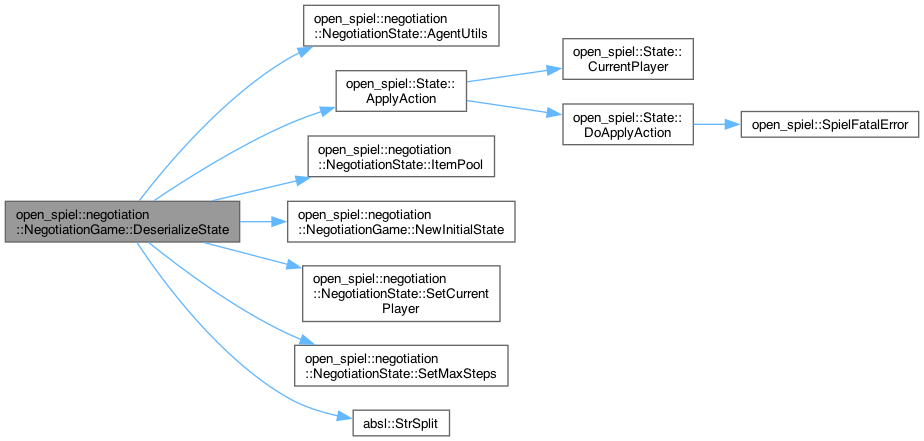 open_spiel::negotiation
::NegotiationGame::DeserializeState
open_spiel::negotiation
::NegotiationState::AgentUtils
open_spiel::State::
ApplyAction
open_spiel::State::
CurrentPlayer
open_spiel::State::
DoApplyAction
open_spiel::SpielFatalError
open_spiel::negotiation
::NegotiationState::ItemPool
open_spiel::negotiation
::NegotiationGame::NewInitialState
open_spiel::negotiation
::NegotiationState::SetCurrent
Player
open_spiel::negotiation
::NegotiationState::SetMaxSteps
absl::StrSplit